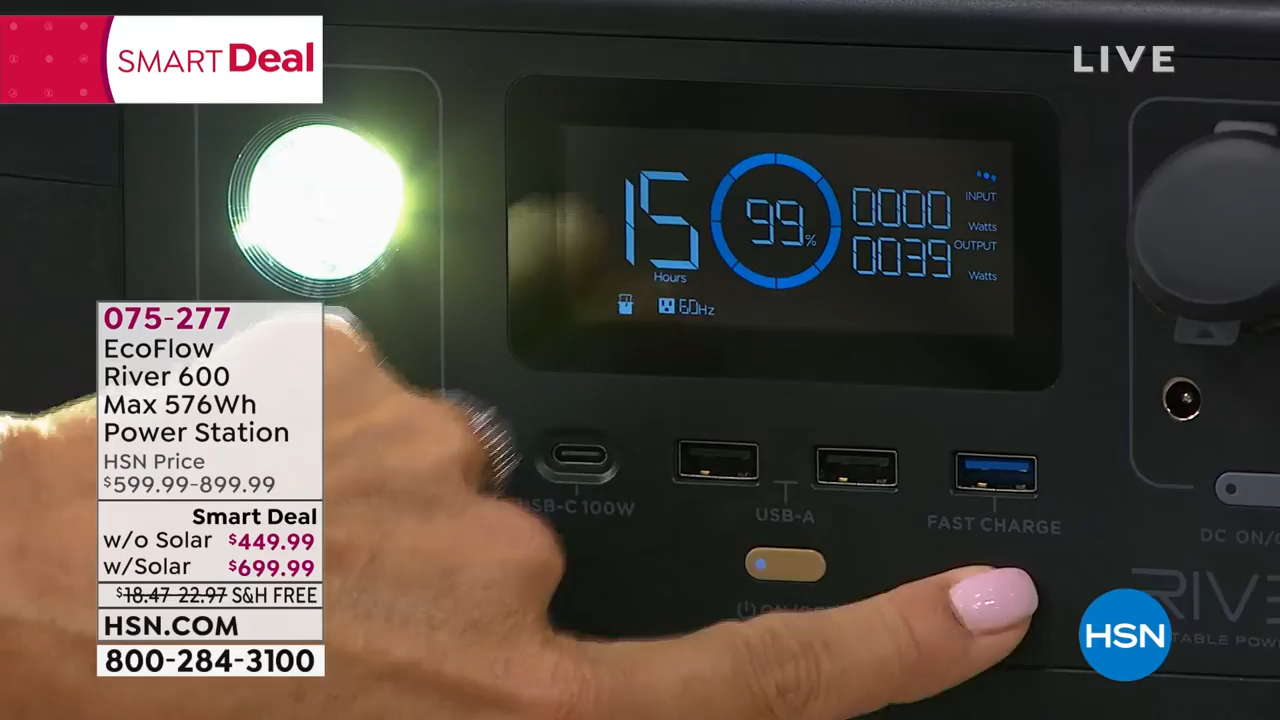 SMART Deal
LIVE
15
Hours
99%
0000
INPUT
Watts
0039
OUTPUT
Watts
60Hz
075-277
EcoFlow
River 600
Max 576Wh
Power Station
HSN Price
$599.99-899.99
Smart Deal
w/o Solar $449.99
w/Solar $699.99
$18.47-22.97 S&H FREE
HSN.COM
800-284-3100
USB-C 100W
USB-A
FAST CHARGE
DC ON/
HSN